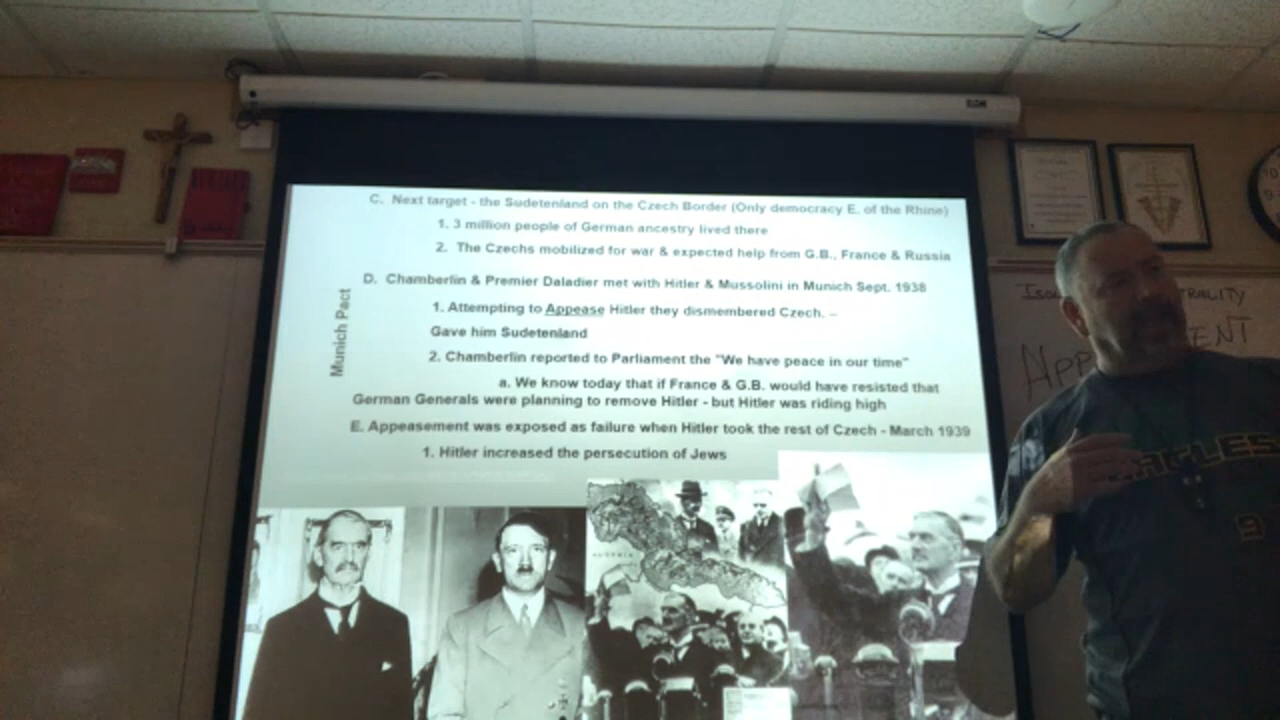 C. Next target - the Sudetenland on the Czech Border (Only democracy E. of the Rhine)
1. 3 million people of German ancestry lived there
2. The Czechs mobilized for war & expected help from G.B., France & Russia
Munich Pact
D. Chamberlin & Premier Daladier met with Hitler & Mussolini in Munich Sept. 1938
1. Attempting to Appease Hitler they dismembered Czech. –
Gave him Sudetenland
2. Chamberlin reported to Parliament the "We have peace in our time"
a. We know today that if France & G.B. would have resisted that
German Generals were planning to remove Hitler - but Hitler was riding high
E. Appeasement was exposed as failure when Hitler took the rest of Czech - March 1939
1. Hitler increased the persecution of Jews
AUSTRIA
10
9